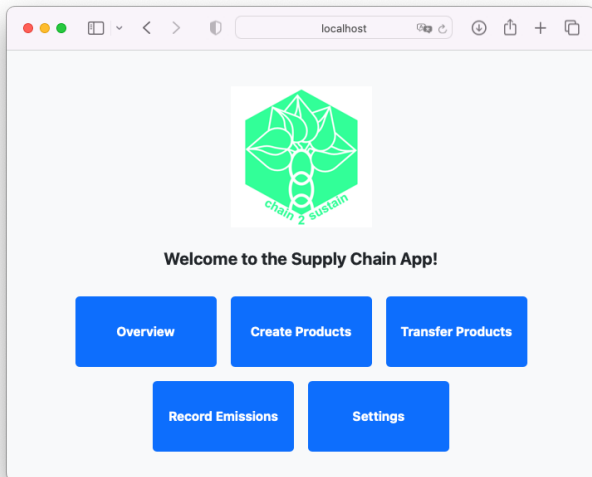 localhost
chain 2 sustain
Welcome to the Supply Chain App!
Overview
Create Products
Transfer Products
Record Emissions
Settings